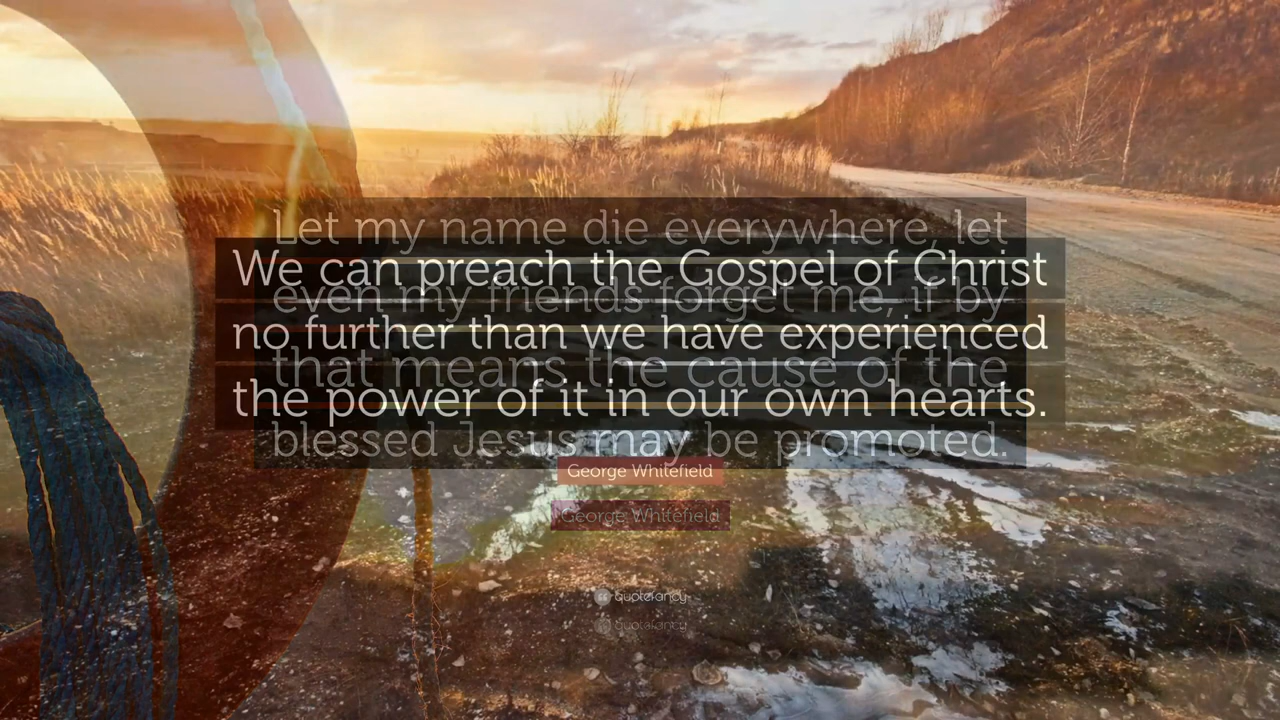 Let my name die everywhere, let
even my friends forget me, if by
that means the cause of the
blessed Jesus may be promoted.
George Whitefield
Quotefancy
We can preach the Gospel of Christ
no further than we have experienced
the power of it in our own hearts.
George Whitefield
Quotefancy